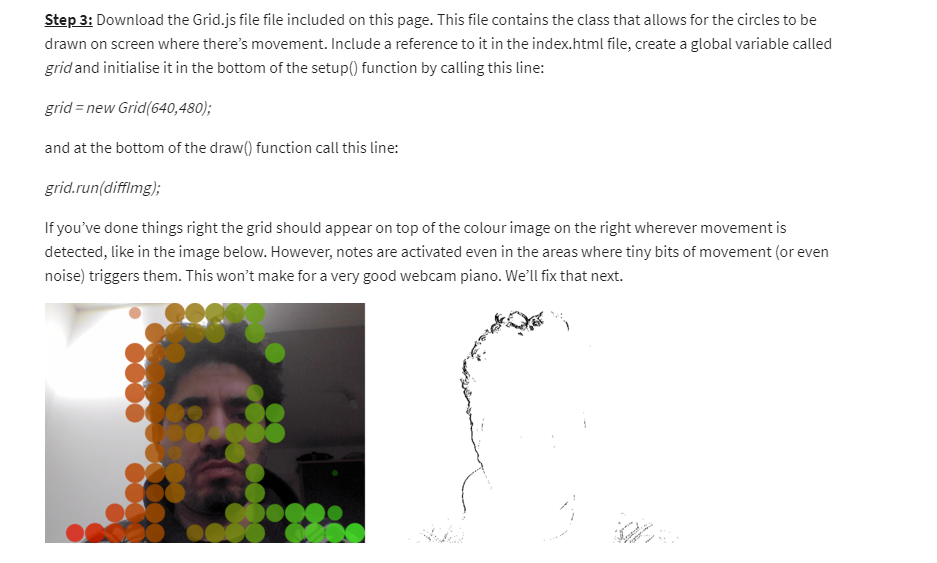 Step 3: Download the Grid.js file file included on this page. This file contains the class that allows for the circles to be
drawn on screen where there’s movement. Include a reference to it in the index.html file, create a global variable called
grid and initialise it in the bottom of the setup() function by calling this line:
grid = new Grid(640,480);
and at the bottom of the draw() function call this line:
grid.run(diffImg);
If you’ve done things right the grid should appear on top of the colour image on the right wherever movement is
detected, like in the image below. However, notes are activated even in the areas where tiny bits of movement (or even
noise) triggers them. This won’t make for a very good webcam piano. We’ll fix that next.